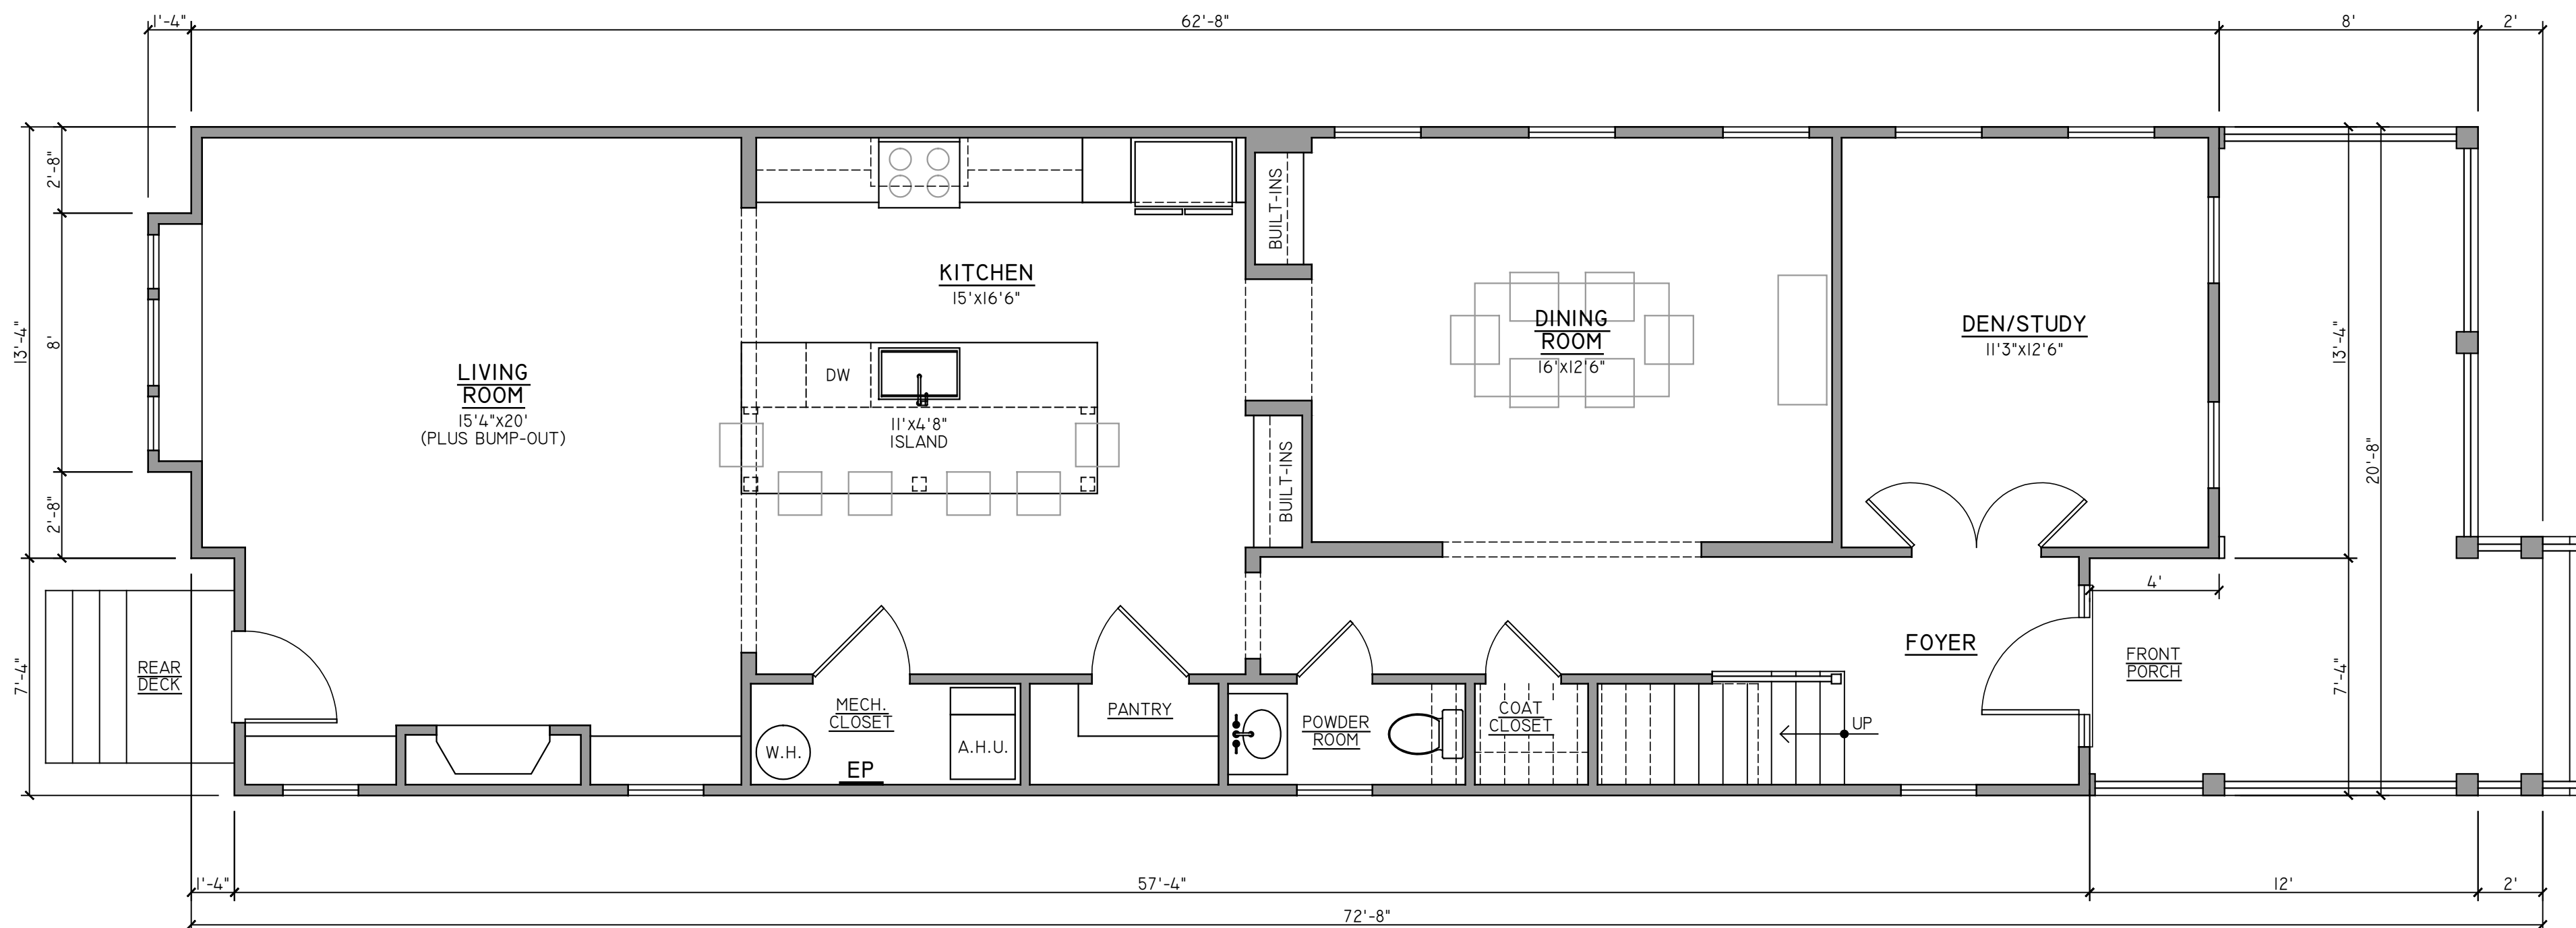 1'-4"
62'-8"
8'
2'
2'-8"
8'
2'-8"
13'-4"
7'-4"
LIVING
ROOM
15'4"x20'
(PLUS BUMP-OUT)
KITCHEN
15'x16'6"
DW
11'x4'8"
ISLAND
BUILT-INS
BUILT-INS
DINING
ROOM
16'x12'6"
DEN/STUDY
11'3"x12'6"
13'-4"
20'-8"
7'-4"
4'
REAR
DECK
MECH.
CLOSET
W.H.
EP
A.H.U.
PANTRY
POWDER
ROOM
COAT
CLOSET
UP
FOYER
FRONT
PORCH
1'-4"
57'-4"
12'
2'
72'-8"